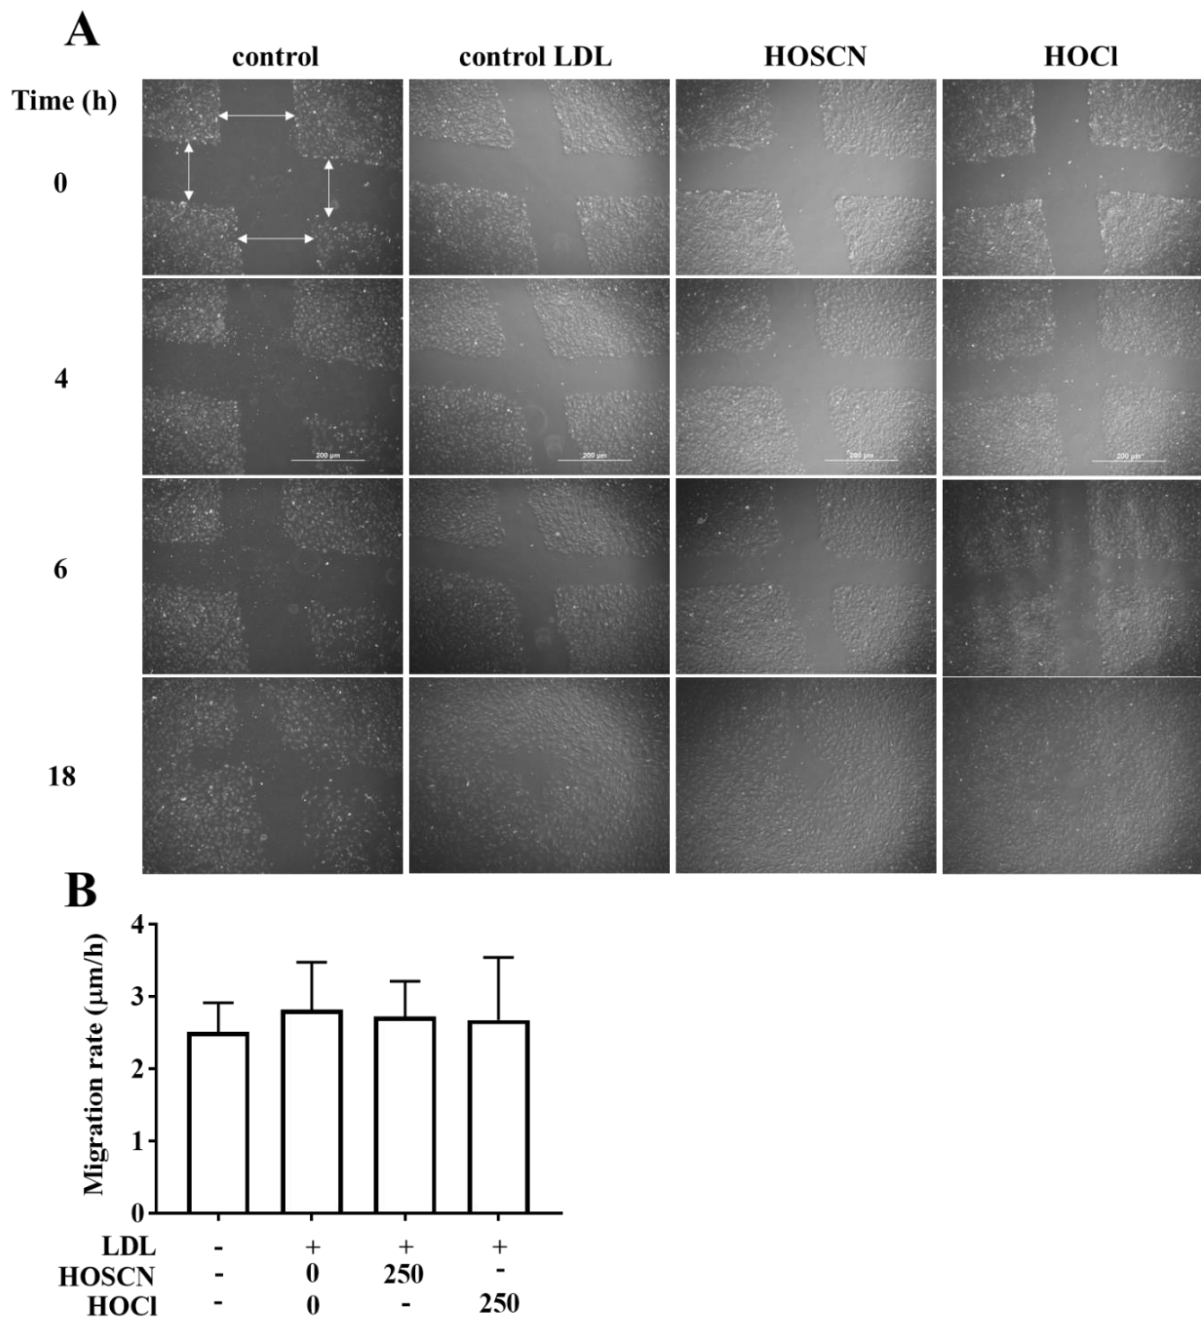 A
control control LDL HOSCN HOCl
Time (h)
0
4
200 μm 200 μm 200 μm 200 μm
6
18
B
Migration rate (μm/h)
4
3
2
1
0
LDL - + + +
HOSCN - 0 250 -
HOCl - 0 - 250